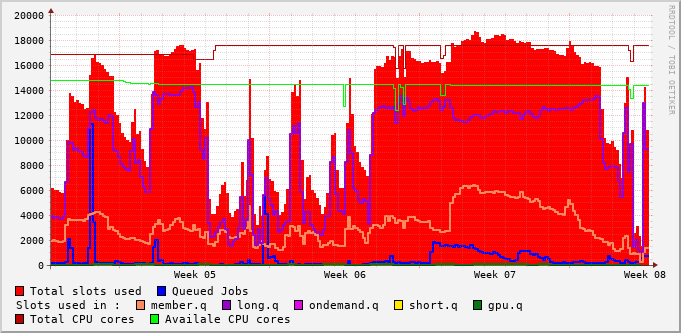 RRDTOOL / TOBI OETIKER
20000
18000
16000
14000
12000
10000
8000
6000
4000
2000
0
Week 05 Week 06 Week 07 Week 08
Total slots used Queued Jobs
Slots used in : member.q long.q ondemand.q short.q gpu.q
Total CPU cores Availale CPU cores